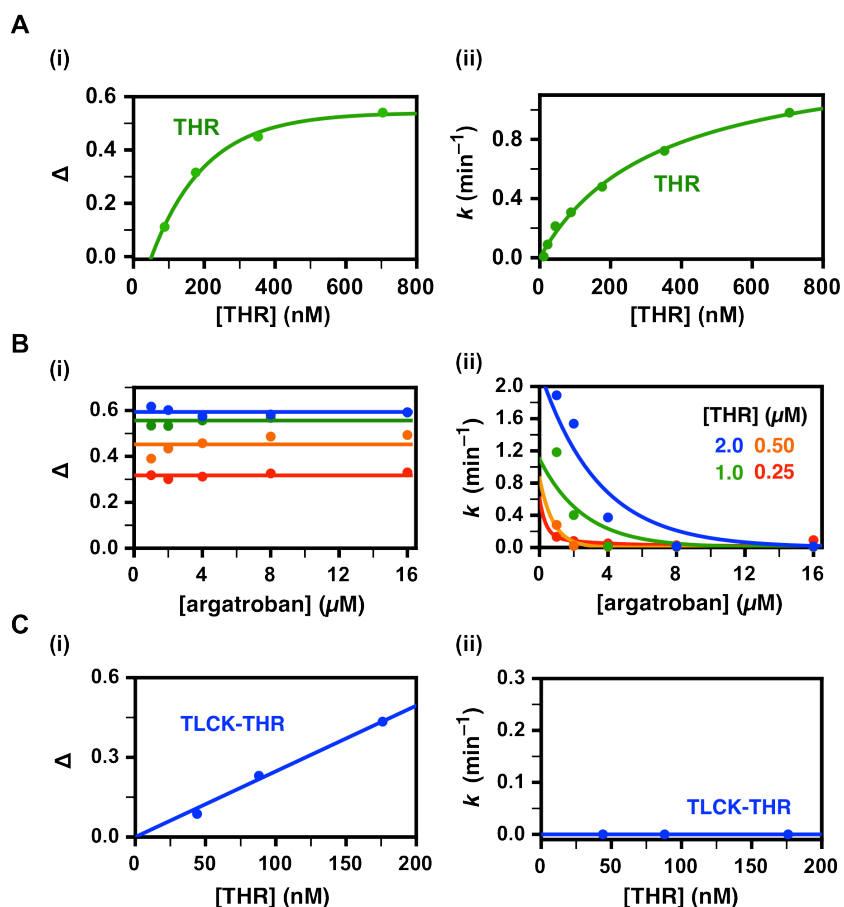 A
(i)
0.6
0.4
0.2
0.0
Δ
THR
0 200 400 600 800
[THR] (nM)
(ii)
0.8
0.4
0.0
k (min⁻¹)
THR
0 200 400 600 800
[THR] (nM)
B
(i)
0.6
0.4
0.2
0.0
Δ
0 4 8 12 16
[argatroban] (µM)
(ii)
2.0
1.6
1.2
0.8
0.4
0.0
k (min⁻¹)
[THR] (µM)
2.0 0.50
1.0 0.25
0 4 8 12 16
[argatroban] (µM)
C
(i)
0.6
0.3
0.0
Δ
TLCK-THR
0 50 100 150 200
[THR] (nM)
(ii)
0.3
0.2
0.1
0.0
k (min⁻¹)
TLCK-THR
0 50 100 150 200
[THR] (nM)